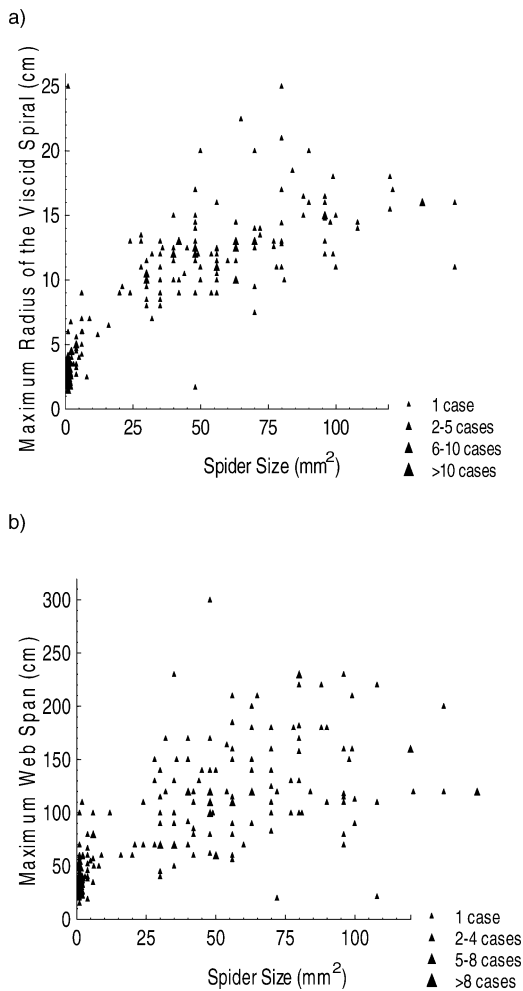 a)
Maximum Radius of the Viscid Spiral (cm)
25
20
15
10
5
0
0 25 50 75 100
Spider Size (mm²)
1 case
2-5 cases
6-10 cases
>10 cases
b)
Maximum Web Span (cm)
300
250
200
150
100
50
0
0 25 50 75 100
Spider Size (mm²)
1 case
2-4 cases
5-8 cases
>8 cases